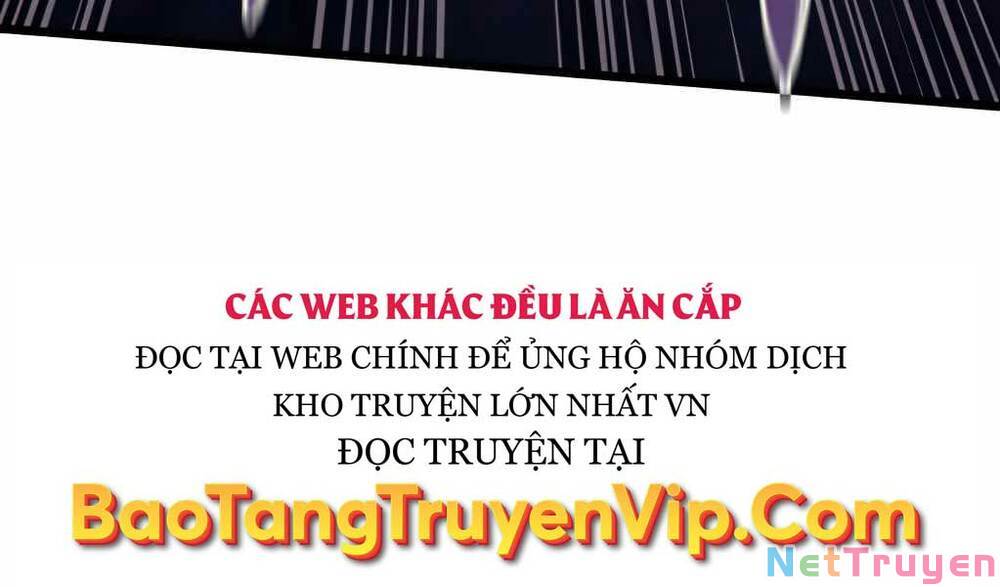 CÁC WEB KHÁC ĐỀU LÀ ĂN CẮP
ĐỌC TẠI WEB CHÍNH ĐỂ ỦNG HỘ NHÓM DỊCH
KHO TRUYỆN LỚN NHẤT VN
ĐỌC TRUYỆN TẠI
BaoTangTruyenVip.Com
NetTruyen